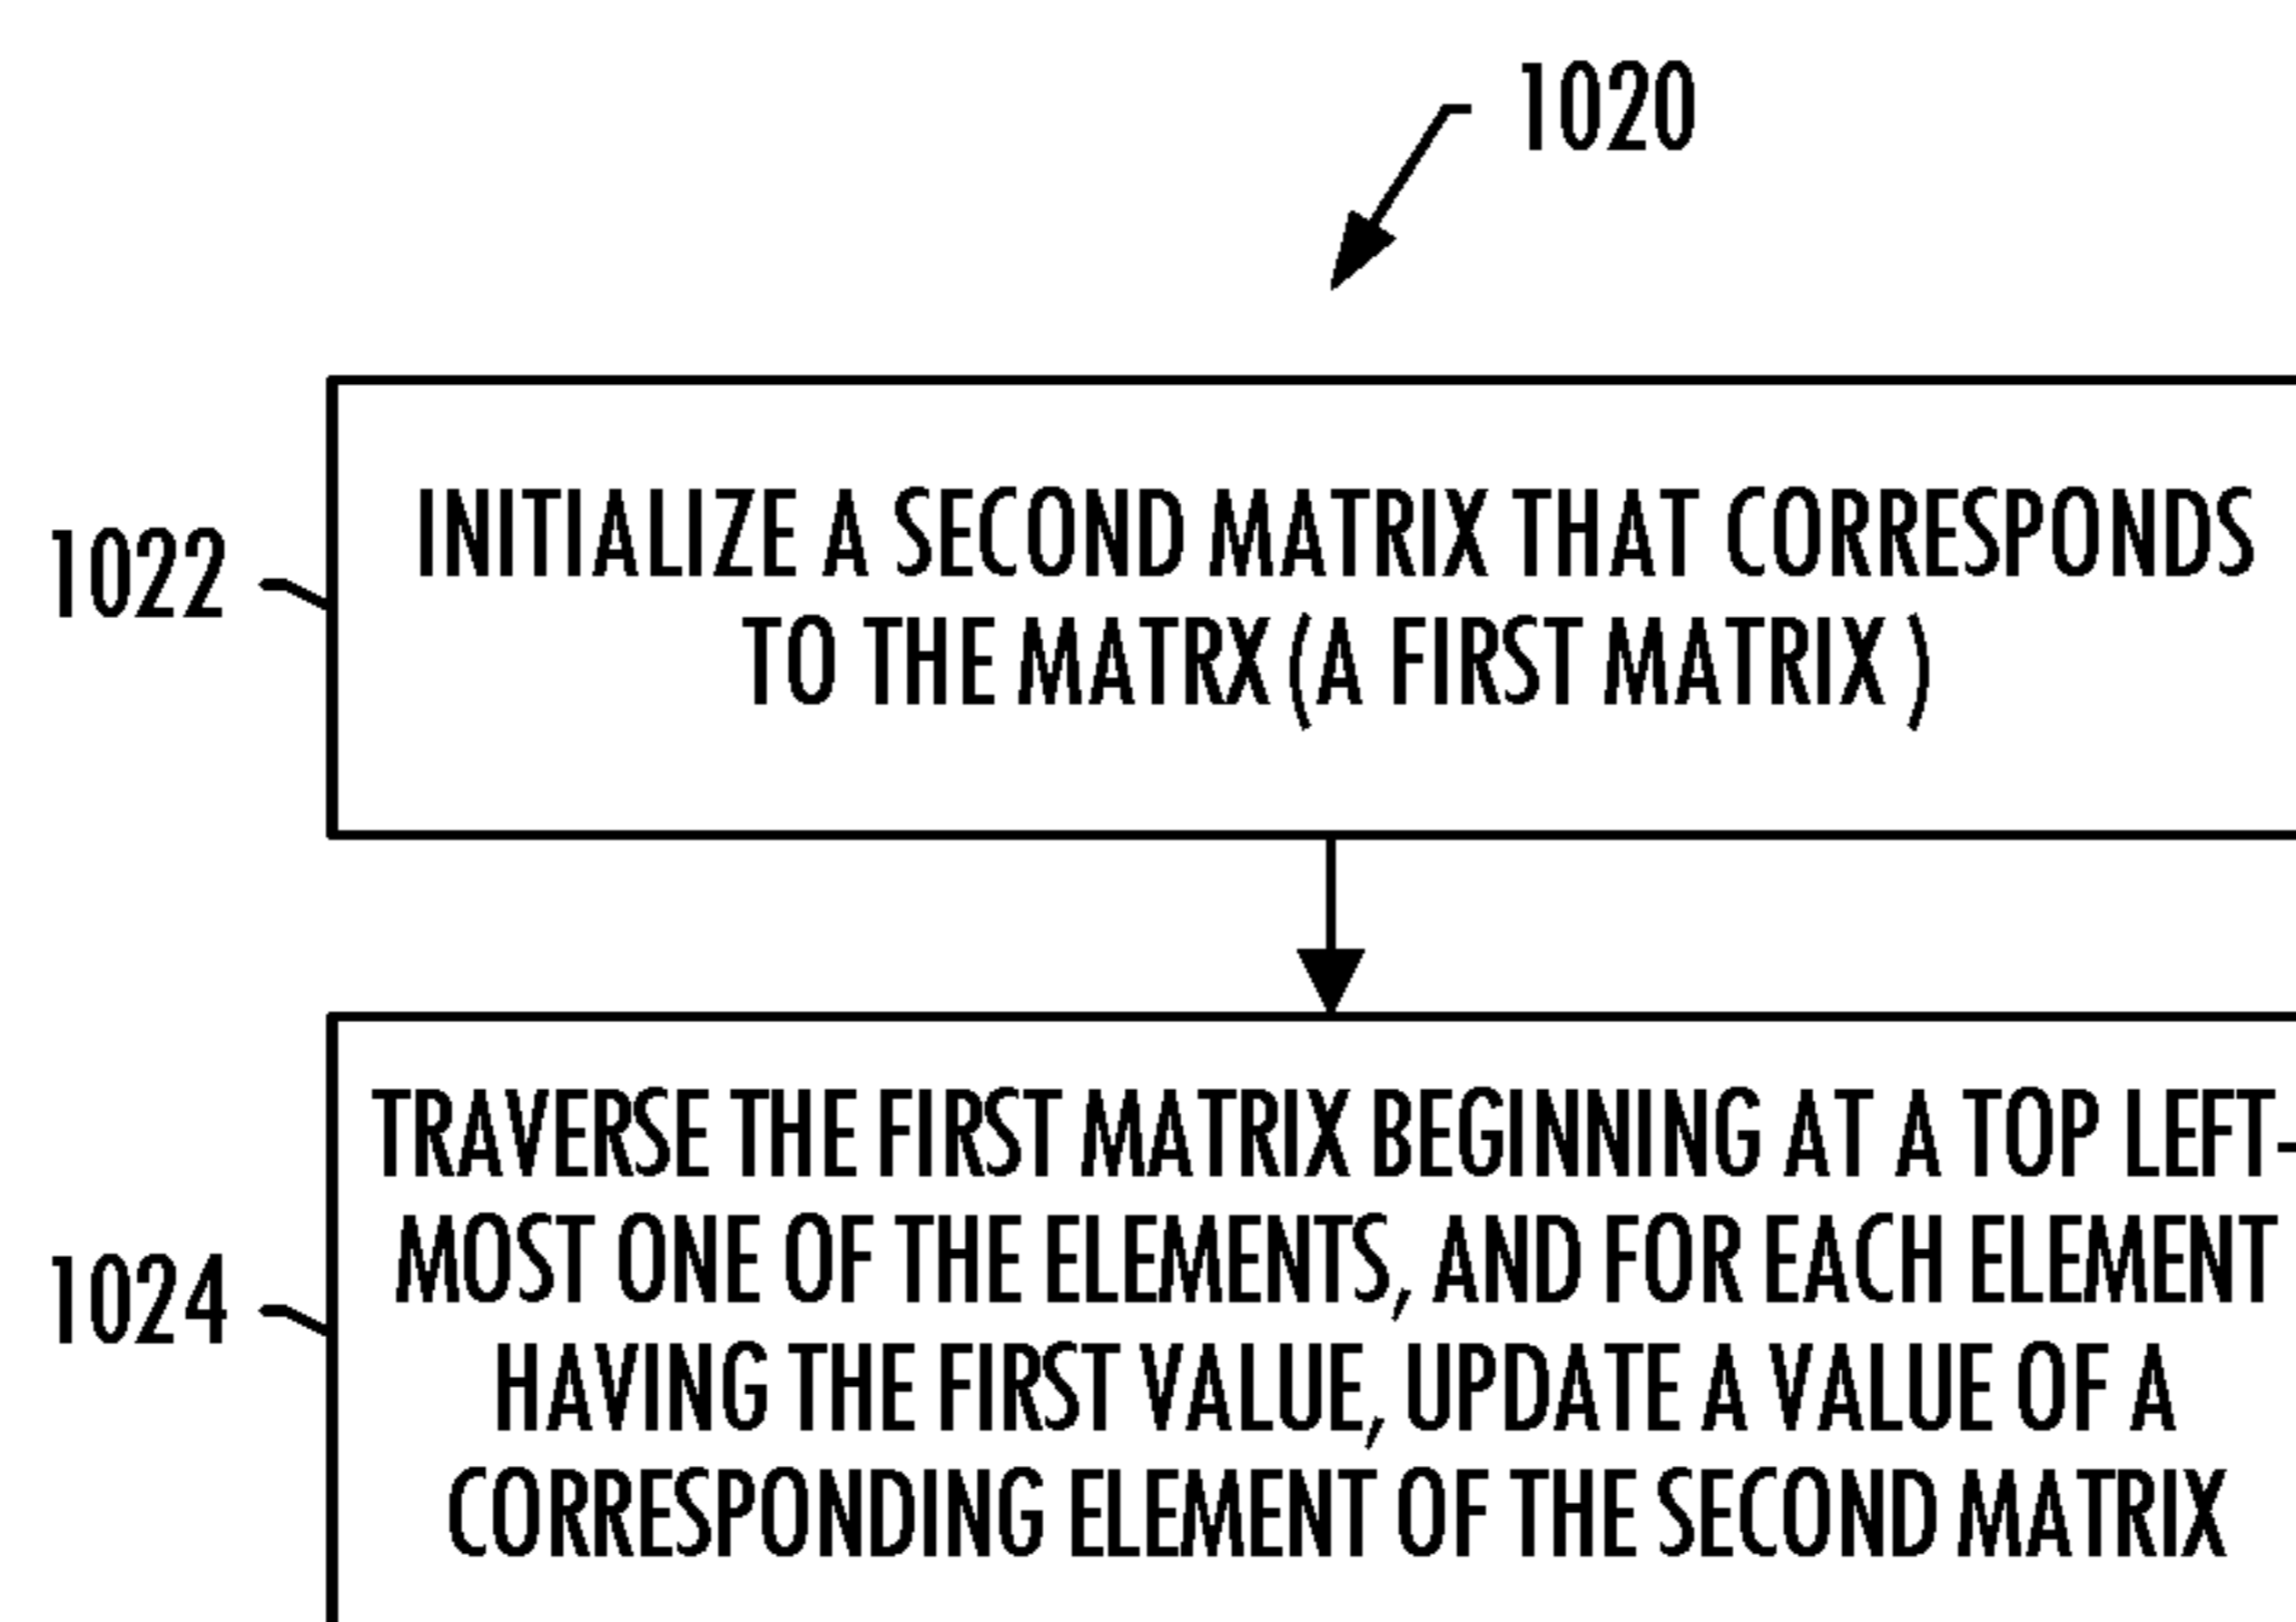 1020
1022
INITIALIZE A SECOND MATRIX THAT CORRESPONDS
TO THE MATRX (A FIRST MATRIX)
1024
TRAVERSE THE FIRST MATRIX BEGINNING AT A TOP LEFT-
MOST ONE OF THE ELEMENTS, AND FOR EACH ELEMENT
HAVING THE FIRST VALUE, UPDATE A VALUE OF A
CORRESPONDING ELEMENT OF THE SECOND MATRIX